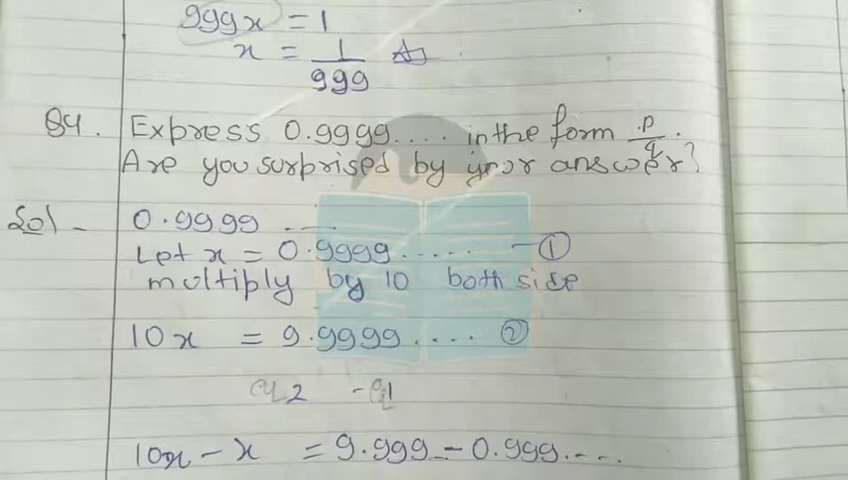 999x = 1
x = 1/999 Ans
Q4. Express 0.9999.... in the form p/q.
Are you surprised by your answer?
Sol- 0.9999....
Let x = 0.9999..... -①
multiply by 10 both side
10x = 9.9999.... ②
eq2 - eq1
10x - x = 9.999-- - 0.999....